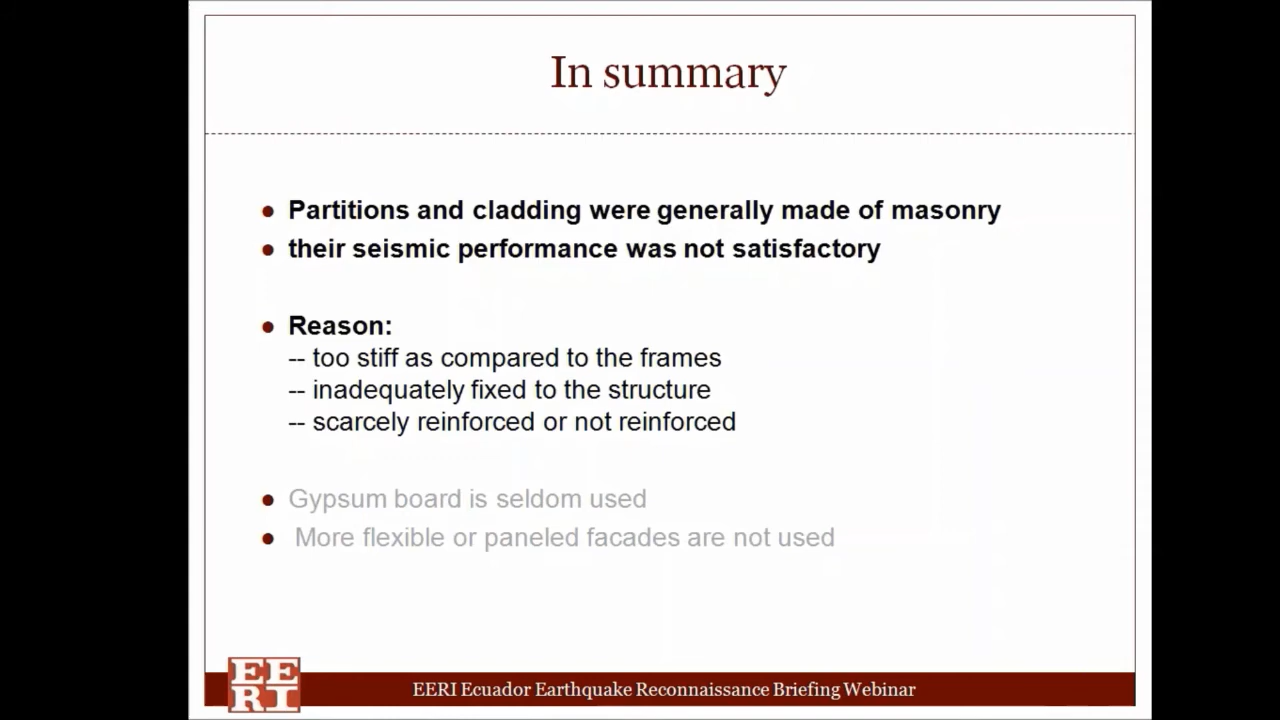 In summary
Partitions and cladding were generally made of masonry
their seismic performance was not satisfactory
Reason:
-- too stiff as compared to the frames
-- inadequately fixed to the structure
-- scarcely reinforced or not reinforced
Gypsum board is seldom used
More flexible or paneled facades are not used
EE
RI
EERI Ecuador Earthquake Reconnaissance Briefing Webinar